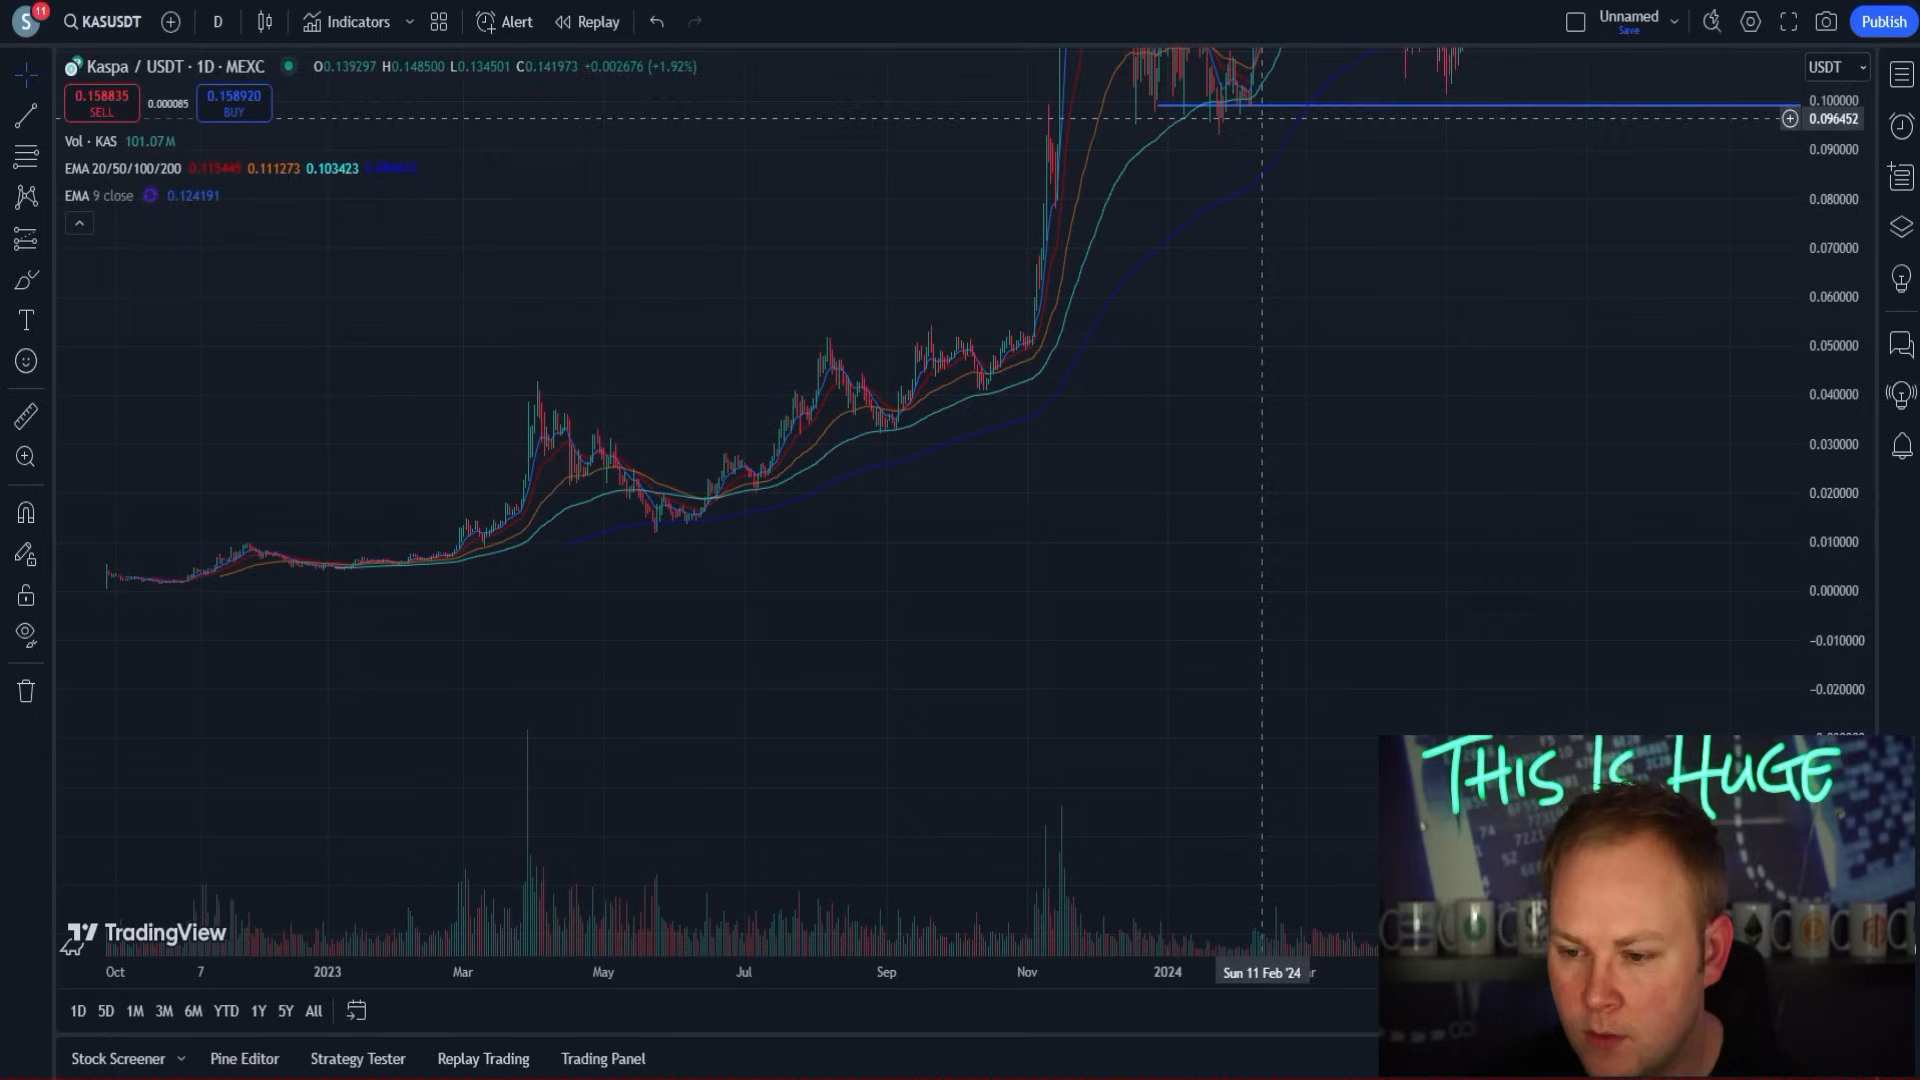 S 11 KASUSDT D Indicators Alert Replay Unnamed Save Publish
Kaspa / USDT · 1D · MEXC O0.139297 H0.148500 L0.134501 C0.141973 +0.002676 (+1.92%)
USDT
0.158835 SELL 0.000085 0.158920 BUY
Vol · KAS 101.07M
EMA 20/50/100/200 0.115445 0.111273 0.103423
EMA 9 close 0.124191
0.100000
0.096452
0.090000
0.080000
0.070000
0.060000
0.050000
0.040000
0.030000
0.020000
0.010000
0.000000
−0.010000
−0.020000
THIS IS HUGE
TradingView
Oct 7 2023 Mar May Jul Sep Nov 2024 Sun 11 Feb '24
1D 5D 1M 3M 6M YTD 1Y 5Y All
Stock Screener Pine Editor Strategy Tester Replay Trading Trading Panel